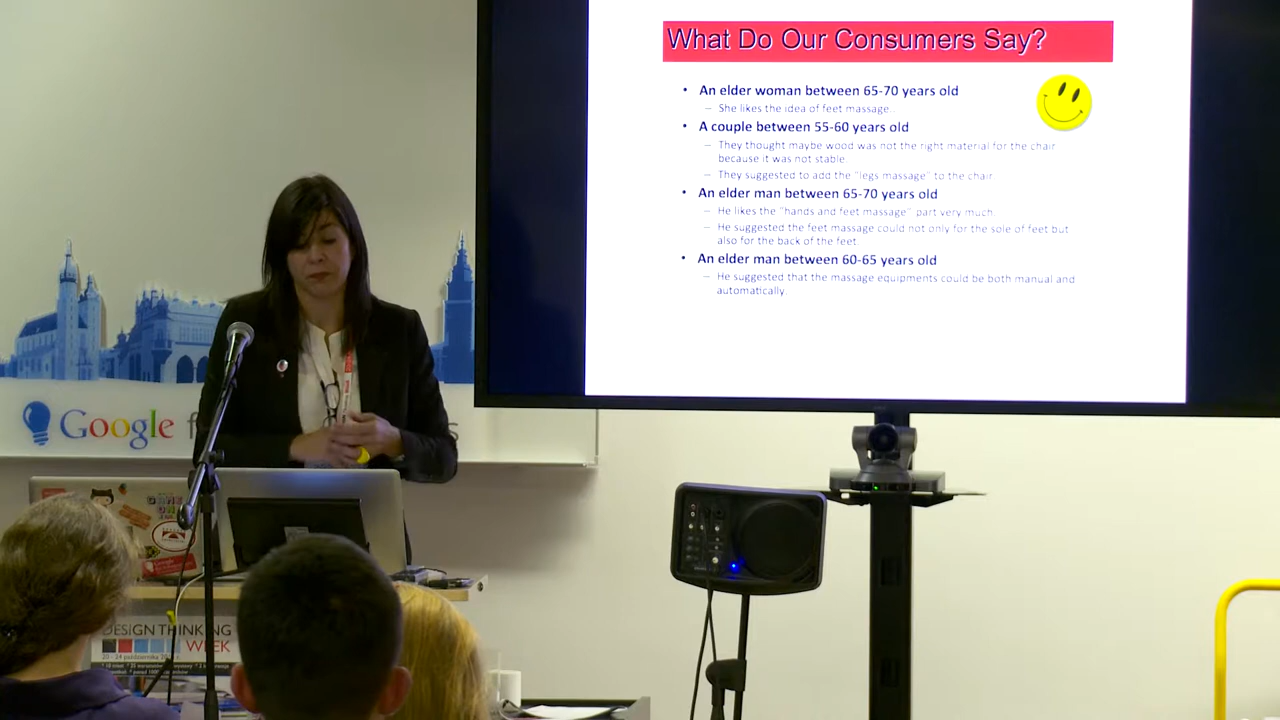 What Do Our Consumers Say?
• An elder woman between 65-70 years old
– She likes the idea of feet massage.
• A couple between 55-60 years old
– They thought maybe wood was not the right material for the chair
because it was not stable
– They suggested to add the "legs massage" to the chair
• An elder man between 65-70 years old
– He likes the "hands and feet massage" part very much.
– He suggested the feet massage could not only for the sole of feet but
also for the back of the feet.
• An elder man between 60-65 years old
– He suggested that the massage equipments could be both manual and
automatically.
Google f
DESIGN THINKING
WEEK
20 - 24 października